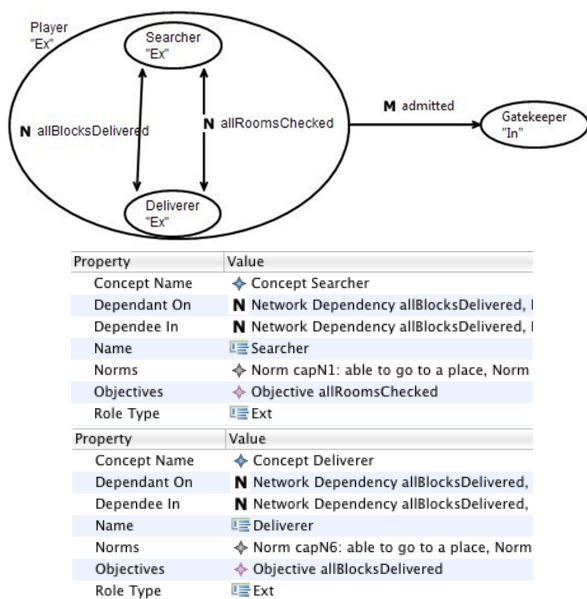 Player
"Ex"
Searcher
"Ex"
N allBlocksDelivered
N allRoomsChecked
M admitted
Gatekeeper
"In"
Deliverer
"Ex"
Property Value
Concept Name Concept Searcher
Dependant On N Network Dependency allBlocksDelivered,
Dependee In N Network Dependency allBlocksDelivered,
Name Searcher
Norms Norm capN1: able to go to a place, Norm
Objectives Objective allRoomsChecked
Role Type Ext
Property Value
Concept Name Concept Deliverer
Dependant On N Network Dependency allBlocksDelivered,
Dependee In N Network Dependency allBlocksDelivered,
Name Deliverer
Norms Norm capN6: able to go to a place, Norm
Objectives Objective allBlocksDelivered
Role Type Ext